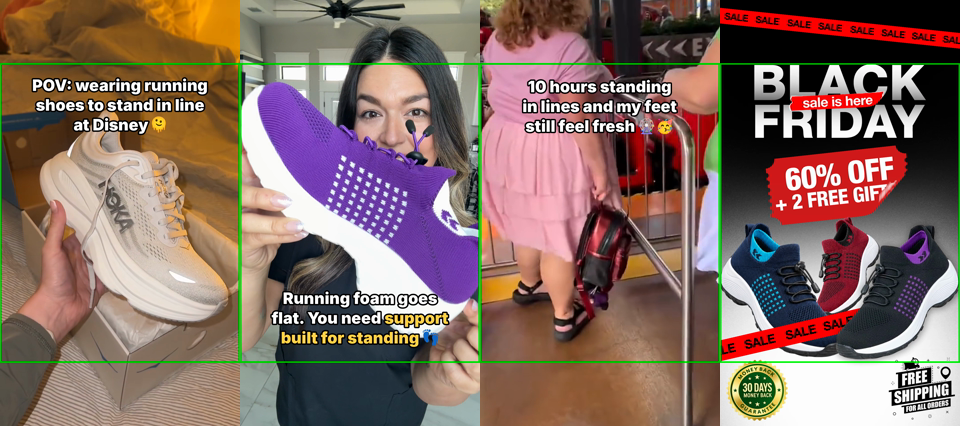 POV: wearing running
shoes to stand in line
at Disney 🫠
HOKA
Running foam goes
flat. You need support
built for standing 👣
10 hours standing
in lines and my feet
still feel fresh 🎡🥳
SALE SALE SALE SALE SALE SALE
BLACK
sale is here
FRIDAY
60% OFF
+ 2 FREE GIFT
SALE SALE SALE SALE
MONEY BACK
30 DAYS
MONEY BACK
GUARANTEE
FREE
SHIPPING
FOR ALL ORDERS